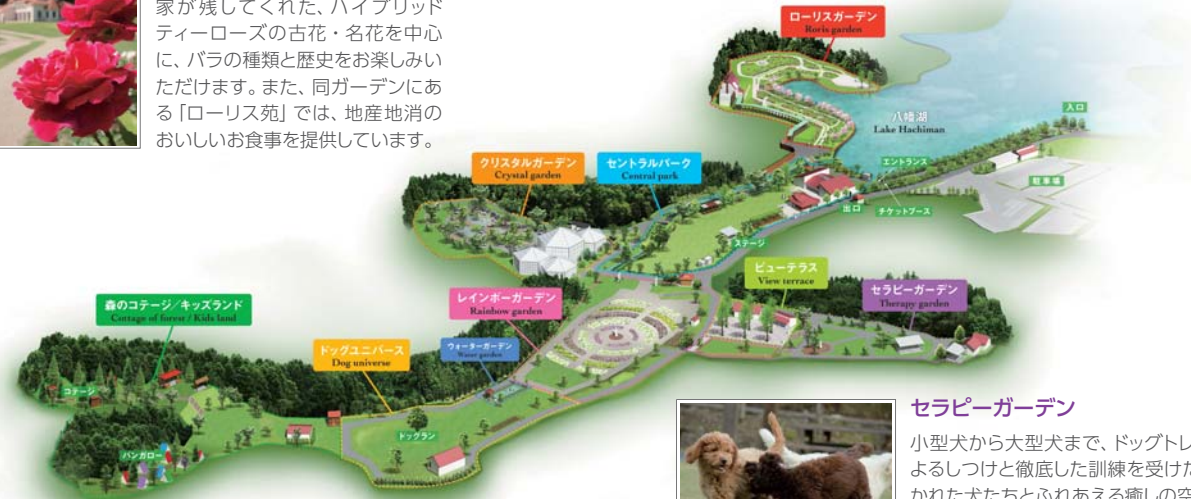 家が残してくれた、ハイブリッド
ティーローズの古花・名花を中心
に、バラの種類と歴史をお楽しみい
ただけます。また、同ガーデンにあ
る「ローリス苑」では、地産地消の
おいしいお食事を提供しています。
ローリスガーデン
Roris garden
八幡湖
Lake Hachiman
入口
エントランス
駐車場
出口
チケットブース
クリスタルガーデン
Crystal garden
セントラルパーク
Central park
ステージ
ビューテラス
View terrace
セラピーガーデン
Therapy garden
レインボーガーデン
Rainbow garden
森のコテージ/キッズランド
Cottage of forest / Kids land
ドッグユニバース
Dog universe
ウォーターガーデン
Water garden
コテージ
ドッグラン
バンガロー
セラピーガーデン
小型犬から大型犬まで、ドッグトレ
よるしつけと徹底した訓練を受けた
かれた犬たちとふれあえる癒しの空